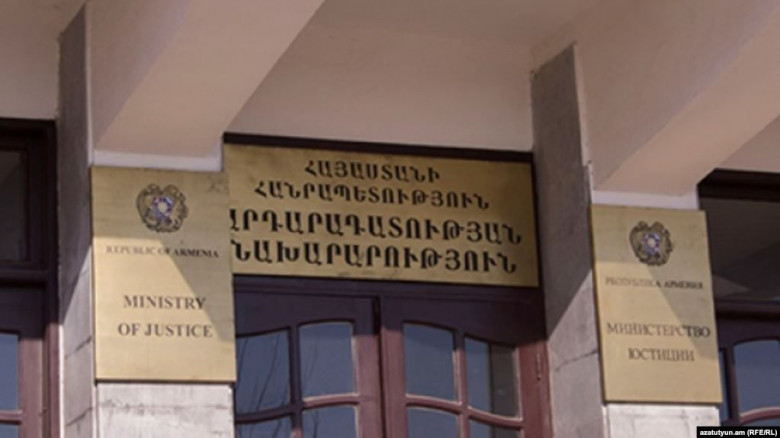 ՀԱՅԱՍՏԱՆԻ
ՀԱՆՐԱՊԵՏՈՒԹՅՈՒՆ
ԱՐԴԱՐԱԴԱՏՈՒԹՅԱՆ
ՆԱԽԱՐԱՐՈՒԹՅՈՒՆ
REPUBLIC OF ARMENIA
MINISTRY
OF JUSTICE
РЕСПУБЛИКА АРМЕНИЯ
МИНИСТЕРСТВО
ЮСТИЦИИ
azatutyun.am (RFE/RL)